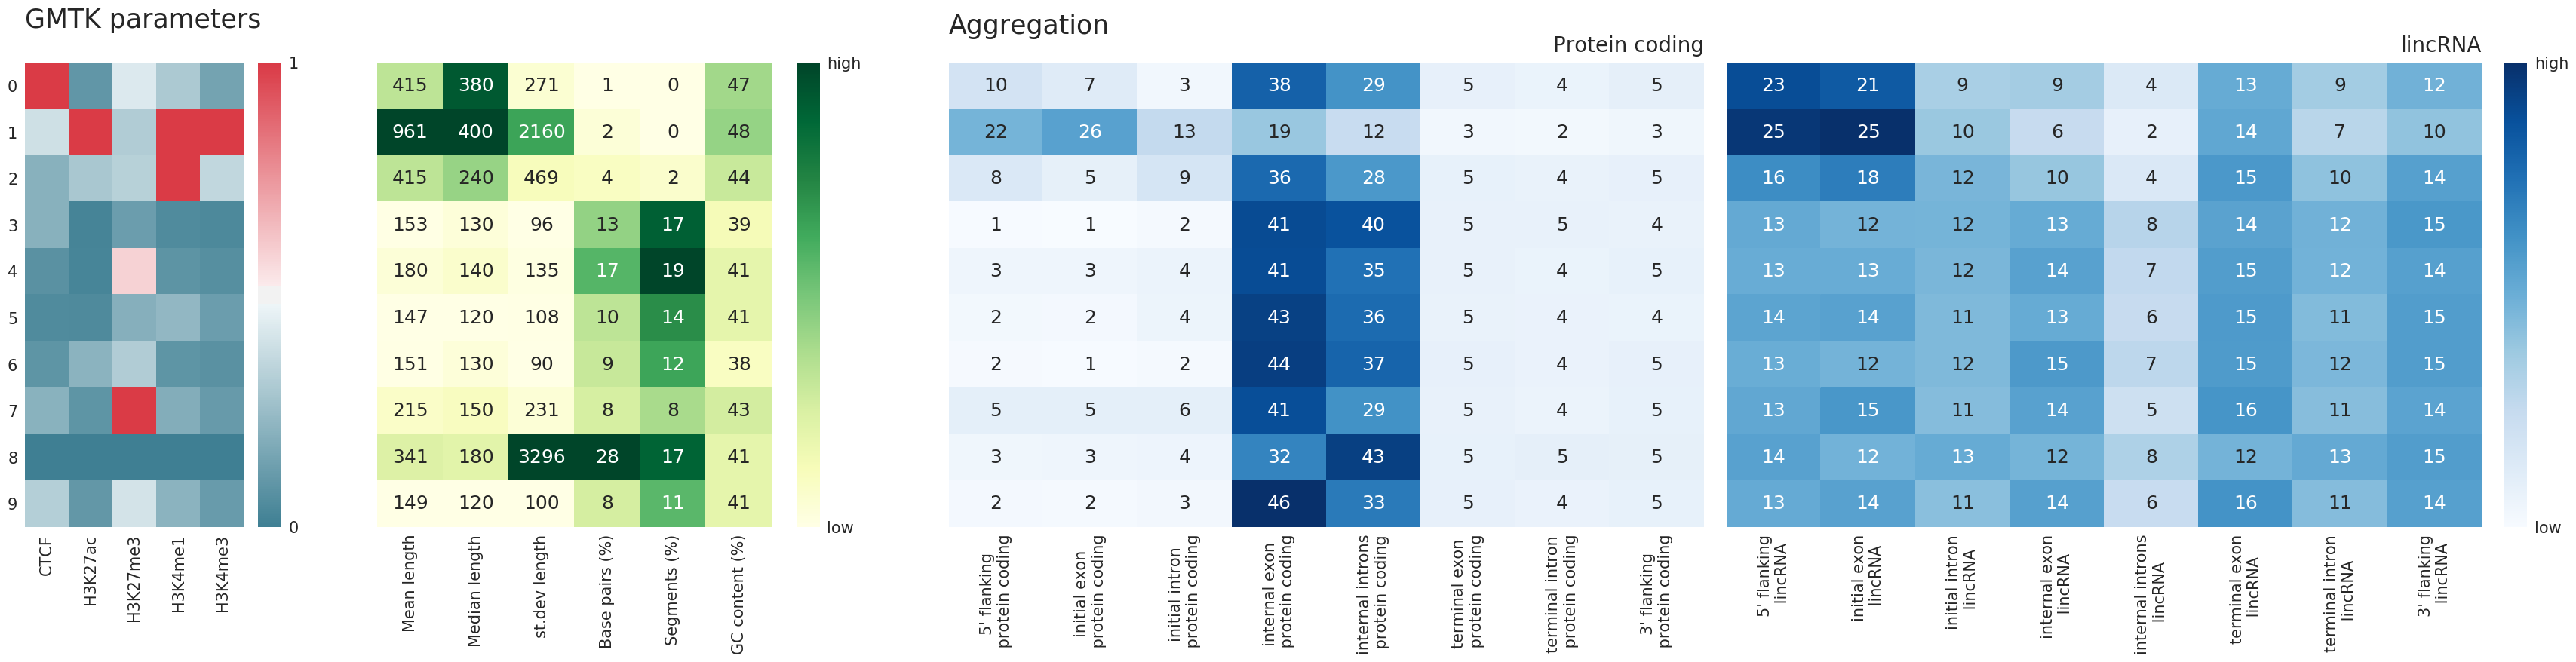 GMTK parameters
Aggregation
Protein coding
lincRNA
0
1
2
3
4
5
6
7
8
9
1
0
high
low
high
low
415 380 271 1 0 47
961 400 2160 2 0 48
415 240 469 4 2 44
153 130 96 13 17 39
180 140 135 17 19 41
147 120 108 10 14 41
151 130 90 9 12 38
215 150 231 8 8 43
341 180 3296 28 17 41
149 120 100 8 11 41
10 7 3 38 29 5 4 5
22 26 13 19 12 3 2 3
8 5 9 36 28 5 4 5
1 1 2 41 40 5 5 4
3 3 4 41 35 5 4 5
2 2 4 43 36 5 4 4
2 1 2 44 37 5 4 5
5 5 6 41 29 5 4 5
3 3 4 32 43 5 5 5
2 2 3 46 33 5 4 5
23 21 9 9 4 13 9 12
25 25 10 6 2 14 7 10
16 18 12 10 4 15 10 14
13 12 12 13 8 14 12 15
13 13 12 14 7 15 12 14
14 14 11 13 6 15 11 15
13 12 12 15 7 15 12 15
13 15 11 14 5 16 11 14
14 12 13 12 8 12 13 15
13 14 11 14 6 16 11 14
CTCF
H3K27ac
H3K27me3
H3K4me1
H3K4me3
Mean length
Median length
st.dev length
Base pairs (%)
Segments (%)
GC content (%)
5' flanking
protein coding
initial exon
protein coding
initial intron
protein coding
internal exon
protein coding
internal introns
protein coding
terminal exon
protein coding
terminal intron
protein coding
3' flanking
protein coding
5' flanking
lincRNA
initial exon
lincRNA
initial intron
lincRNA
internal exon
lincRNA
internal introns
lincRNA
terminal exon
lincRNA
terminal intron
lincRNA
3' flanking
lincRNA